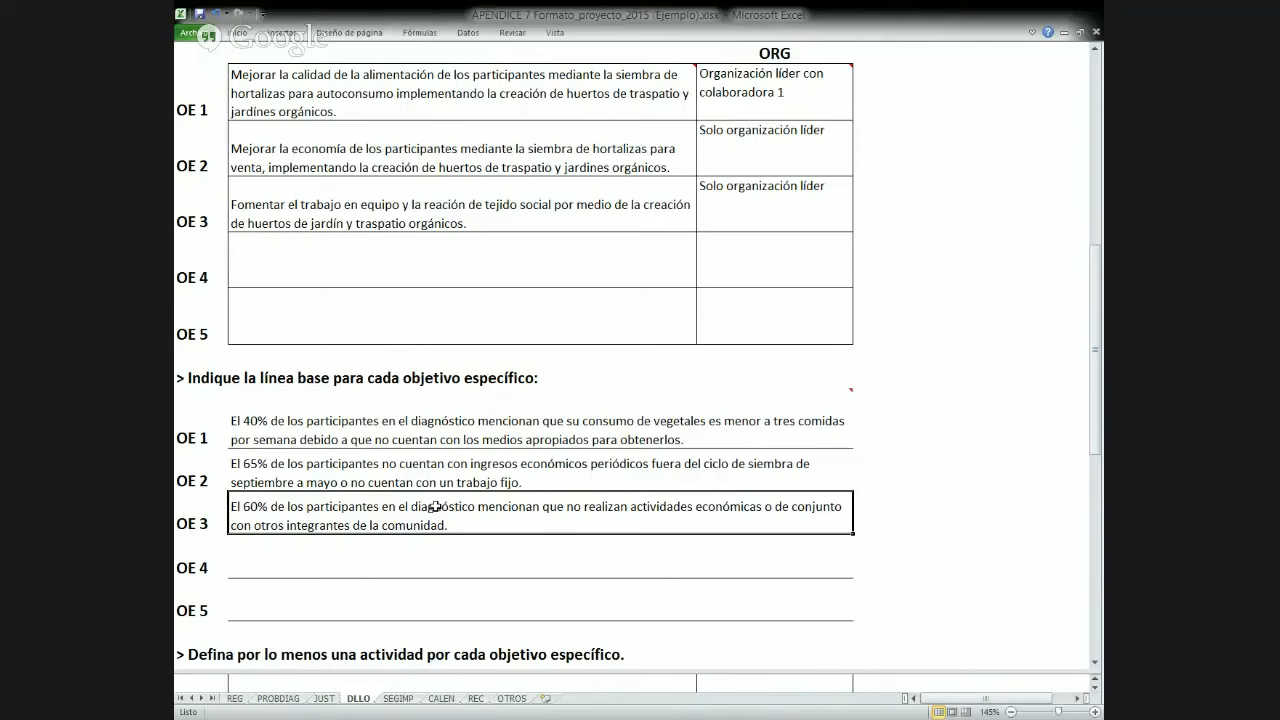 APENDICE 7 Formato_proyecto_2015 (Ejemplo).xlsx - Microsoft Excel
Archivo Inicio Insertar Diseño de página Fórmulas Datos Revisar Vista
Google
ORG
OE 1
Mejorar la calidad de la alimentación de los participantes mediante la siembra de
hortalizas para autoconsumo implementando la creación de huertos de traspatio y
jardínes orgánicos.
Organización líder con
colaboradora 1
OE 2
Mejorar la economía de los participantes mediante la siembra de hortalizas para
venta, implementando la creación de huertos de traspatio y jardines orgánicos.
Solo organización líder
OE 3
Fomentar el trabajo en equipo y la reación de tejido social por medio de la creación
de huertos de jardín y traspatio orgánicos.
Solo organización líder
OE 4
OE 5
> Indique la línea base para cada objetivo específico:
OE 1
El 40% de los participantes en el diagnóstico mencionan que su consumo de vegetales es menor a tres comidas
por semana debido a que no cuentan con los medios apropiados para obtenerlos.
OE 2
El 65% de los participantes no cuentan con ingresos económicos periódicos fuera del ciclo de siembra de
septiembre a mayo o no cuentan con un trabajo fijo.
OE 3
El 60% de los participantes en el diagnóstico mencionan que no realizan actividades económicas o de conjunto
con otros integrantes de la comunidad.
OE 4
OE 5
> Defina por lo menos una actividad por cada objetivo específico.
REG PROBDIAG JUST DLLO SEGIMP CALEN REC OTROS
Listo
145%